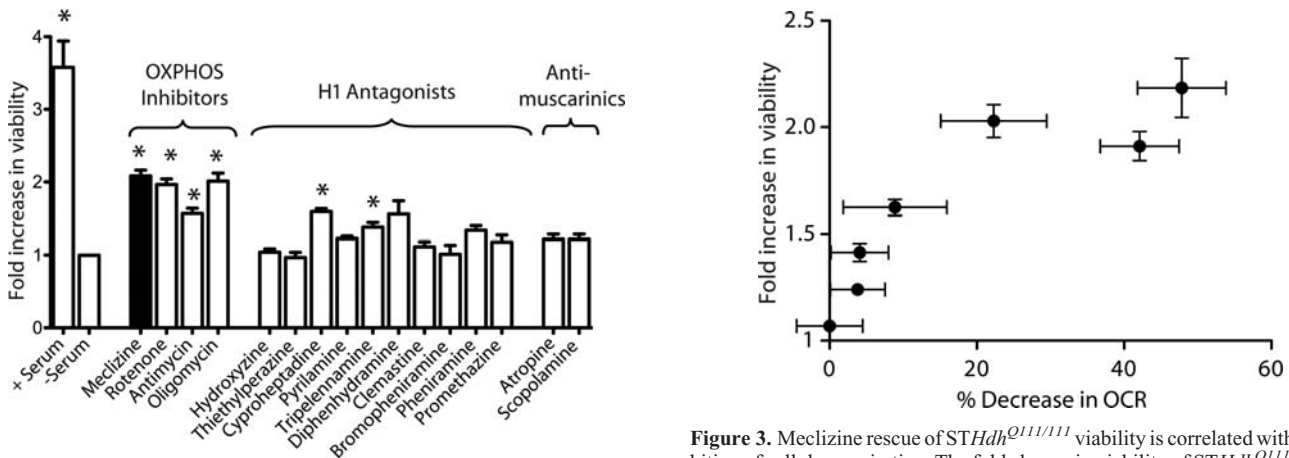 *
4
3
2
1
0
Fold increase in viability
OXPHOS
Inhibitors
H1 Antagonists
Anti-
muscarinics
* * * *
* *
+ Serum
-Serum
Meclizine
Rotenone
Antimycin
Oligomycin
Hydroxyzine
Thiethylperazine
Cyproheptadine
Pyrilamine
Tripelennamine
Diphenhydramine
Clemastine
Bromopheniramine
Pheniramine
Promethazine
Atropine
Scopolamine
2.5
2.0
1.5
1
Fold increase in viability
0 20 40 60
% Decrease in OCR
Figure 3. Meclizine rescue of STHdhQ111/111 viability is correlated with